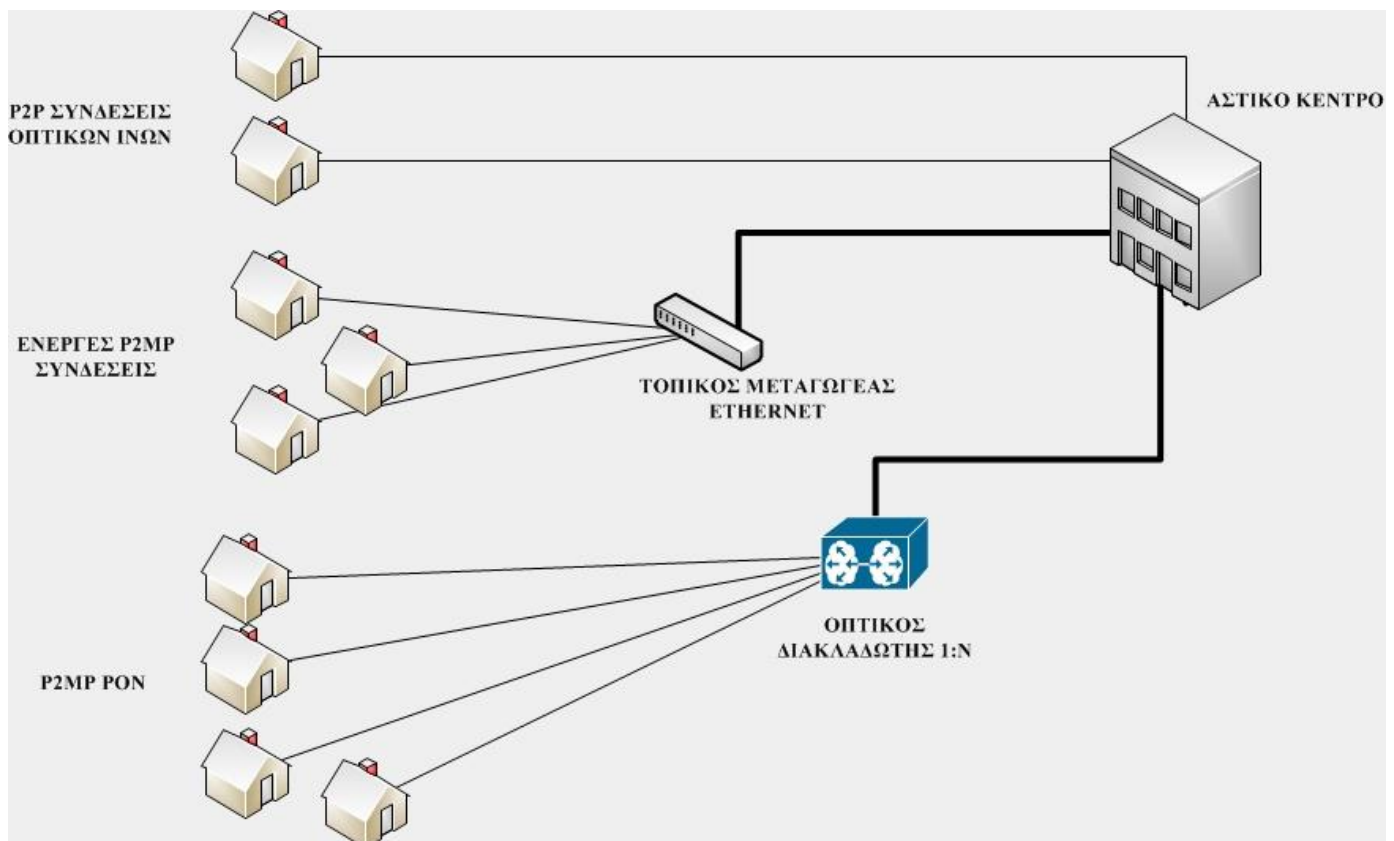 P2P ΣΥΝΔΕΣΕΙΣ
ΟΠΤΙΚΩΝ ΙΝΩΝ
ΑΣΤΙΚΟ ΚΕΝΤΡΟ
ΕΝΕΡΓΕΣ P2MP
ΣΥΝΔΕΣΕΙΣ
ΤΟΠΙΚΟΣ ΜΕΤΑΓΩΓΕΑΣ
ETHERNET
ΟΠΤΙΚΟΣ
ΔΙΑΚΛΑΔΩΤΗΣ 1:N
P2MP PON